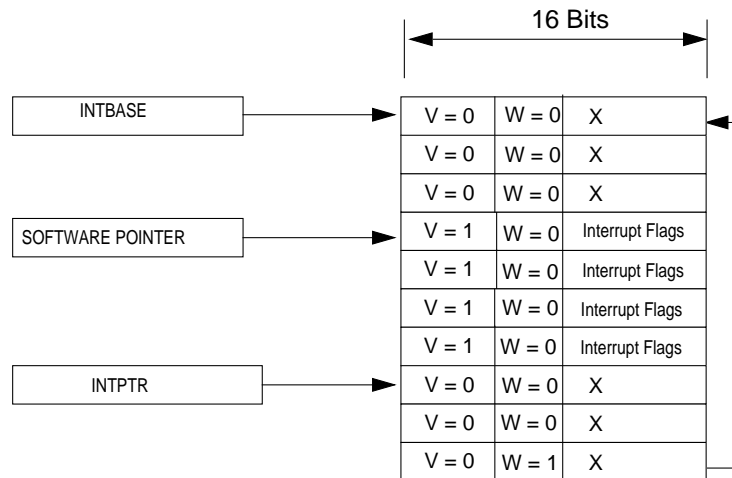 16 Bits
INTBASE
V = 0 W = 0 X
V = 0 W = 0 X
V = 0 W = 0 X
SOFTWARE POINTER
V = 1 W = 0 Interrupt Flags
V = 1 W = 0 Interrupt Flags
V = 1 W = 0 Interrupt Flags
V = 1 W = 0 Interrupt Flags
INTPTR
V = 0 W = 0 X
V = 0 W = 0 X
V = 0 W = 1 X